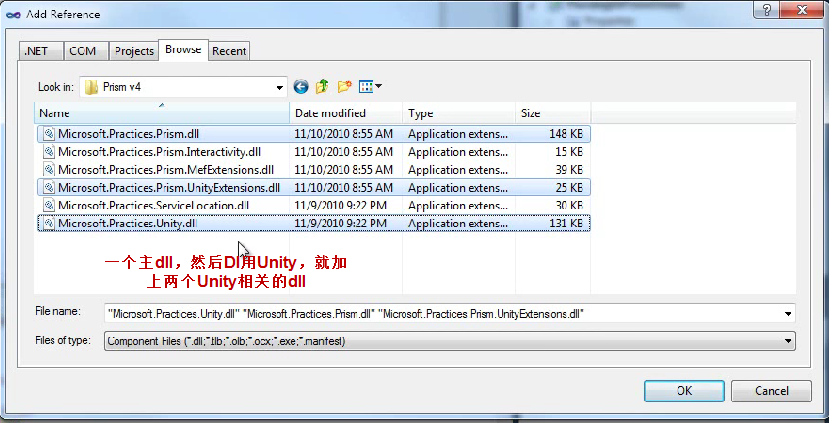 Add Reference
.NET COM Projects Browse Recent
Look in: Prism v4
Name Date modified Type Size
Microsoft.Practices.Prism.dll 11/10/2010 8:55 AM Application extens... 148 KB
Microsoft.Practices.Prism.Interactivity.dll 11/10/2010 8:55 AM Application extens... 15 KB
Microsoft.Practices.Prism.MefExtensions.dll 11/10/2010 8:55 AM Application extens... 39 KB
Microsoft.Practices.Prism.UnityExtensions.dll 11/10/2010 8:55 AM Application extens... 25 KB
Microsoft.Practices.ServiceLocation.dll 11/9/2010 9:22 PM Application extens... 30 KB
Microsoft.Practices.Unity.dll 11/9/2010 9:22 PM Application extens... 131 KB
一个主dll，然后DI用Unity，就加
上两个Unity相关的dll
File name: "Microsoft.Practices.Unity.dll" "Microsoft.Practices.Prism.dll" "Microsoft.Practices.Prism.UnityExtensions.dll"
Files of type: Component Files (*.dll;*.tlb;*.olb;*.ocx;*.exe;*.manifest)
OK Cancel